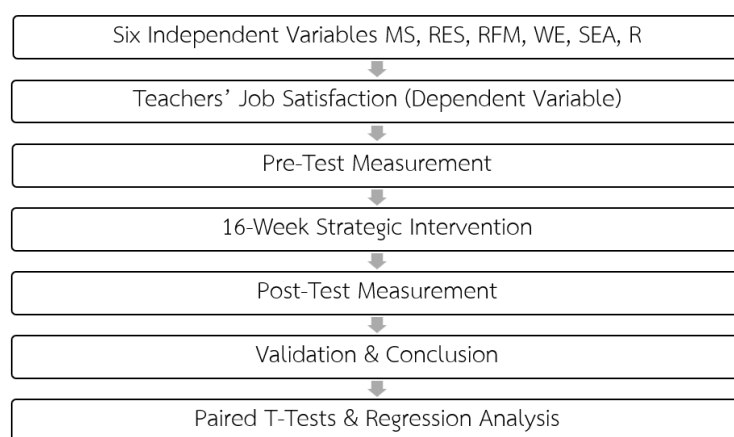 Six Independent Variables MS, RES, RFM, WE, SEA, R
Teachers’ Job Satisfaction (Dependent Variable)
Pre-Test Measurement
16-Week Strategic Intervention
Post-Test Measurement
Validation & Conclusion
Paired T-Tests & Regression Analysis